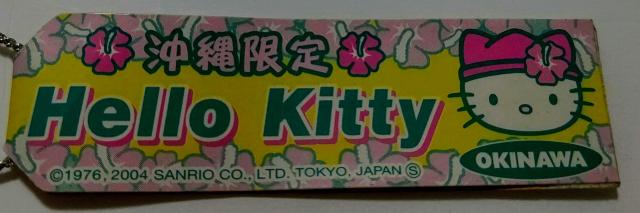 沖縄限定
Hello Kitty
OKINAWA
©1976, 2004 SANRIO CO., LTD. TOKYO, JAPAN Ⓢ